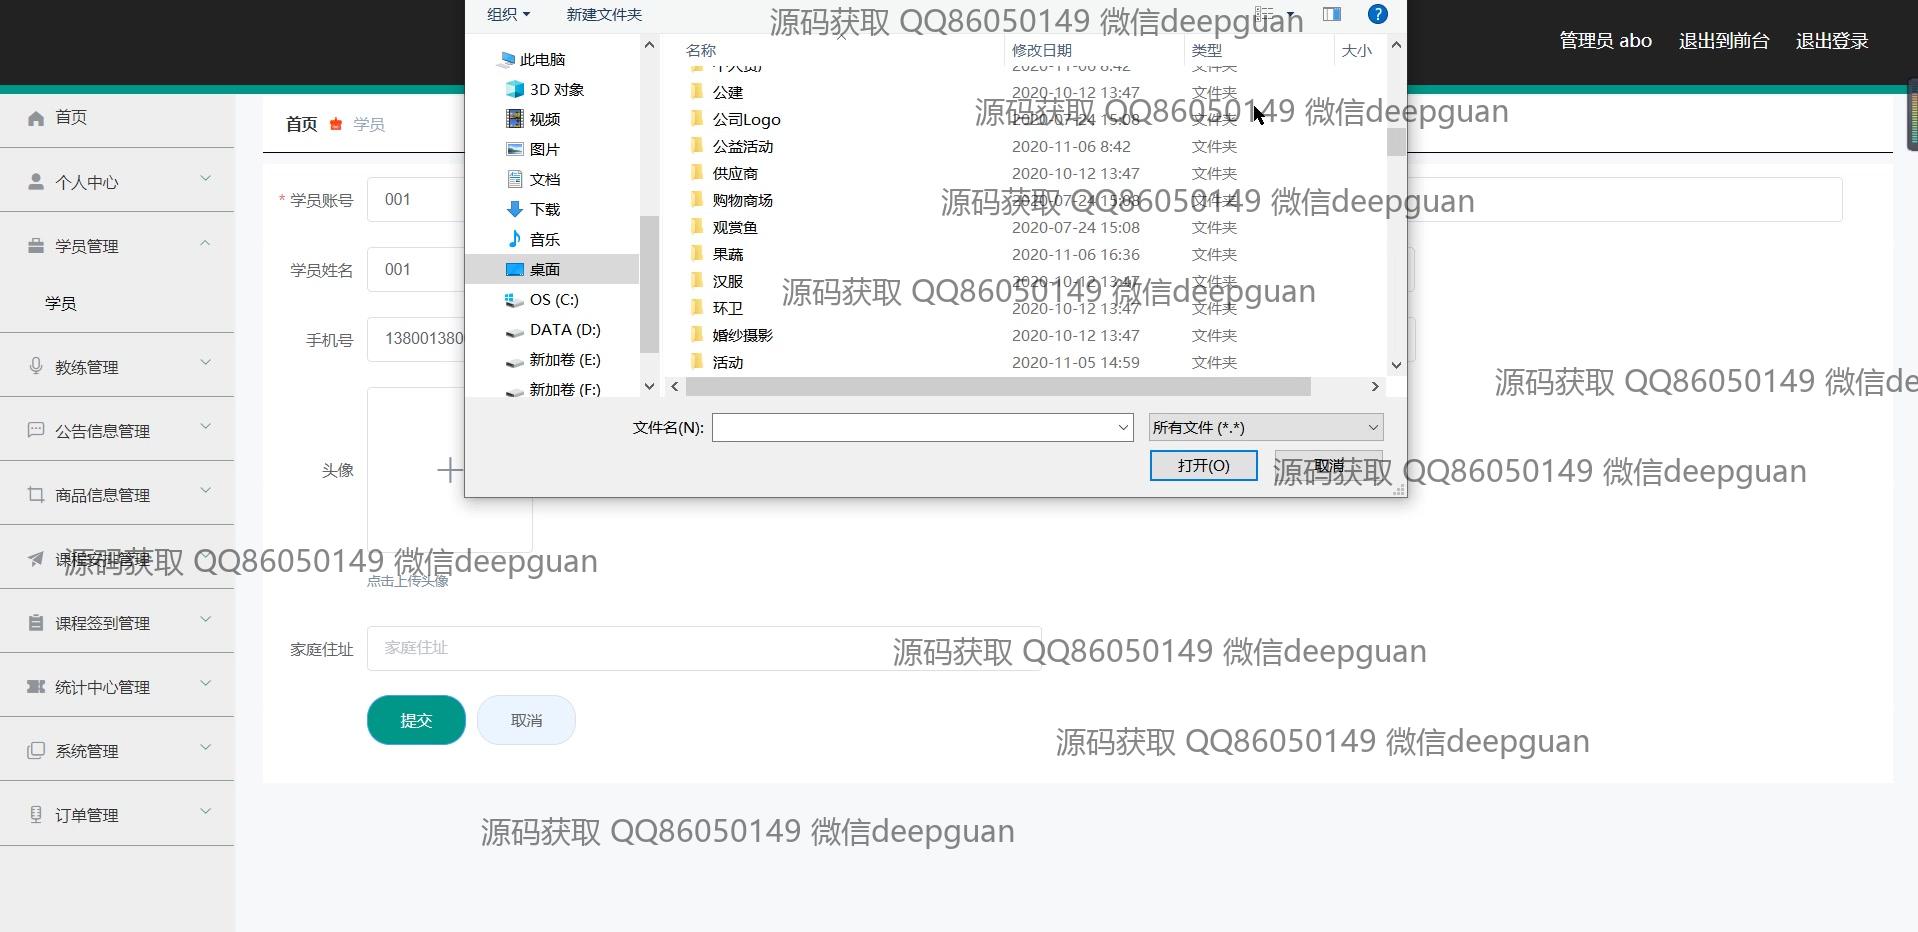 组织 新建文件夹
源码获取 QQ86050149 微信deepguan
管理员 abo 退出到前台 退出登录
此电脑
3D 对象
视频
图片
文档
下载
音乐
桌面
OS (C:)
DATA (D:)
新加卷 (E:)
新加卷 (F:)
名称 修改日期 类型 大小
2020-11-06 8:42 文件夹
公建 2020-10-12 13:47 文件夹
源码获取 QQ86050149 微信deepguan
公司Logo 2020-07-24 15:08 文件夹
公益活动 2020-11-06 8:42 文件夹
供应商 2020-10-12 13:47 文件夹
购物商场 2020-07-24 15:08 文件夹
源码获取 QQ86050149 微信deepguan
观赏鱼 2020-07-24 15:08 文件夹
果蔬 2020-11-06 16:36 文件夹
汉服 2020-10-12 13:47 文件夹
源码获取 QQ86050149 微信deepguan
环卫 2020-10-12 13:47 文件夹
婚纱摄影 2020-10-12 13:47 文件夹
活动 2020-11-05 14:59 文件夹
文件名(N): 所有文件 (*.*)
打开(O) 取消
首页
个人中心
学员管理
学员
教练管理
公告信息管理
商品信息管理
课程安排管理
课程签到管理
统计中心管理
系统管理
订单管理
首页 学员
* 学员账号 001
学员姓名 001
手机号 138001380
源码获取 QQ86050149 微信de
头像
源码获取 QQ86050149 微信deepguan
源码获取 QQ86050149 微信deepguan
点击上传头像
家庭住址 家庭住址
源码获取 QQ86050149 微信deepguan
提交 取消
源码获取 QQ86050149 微信deepguan
源码获取 QQ86050149 微信deepguan